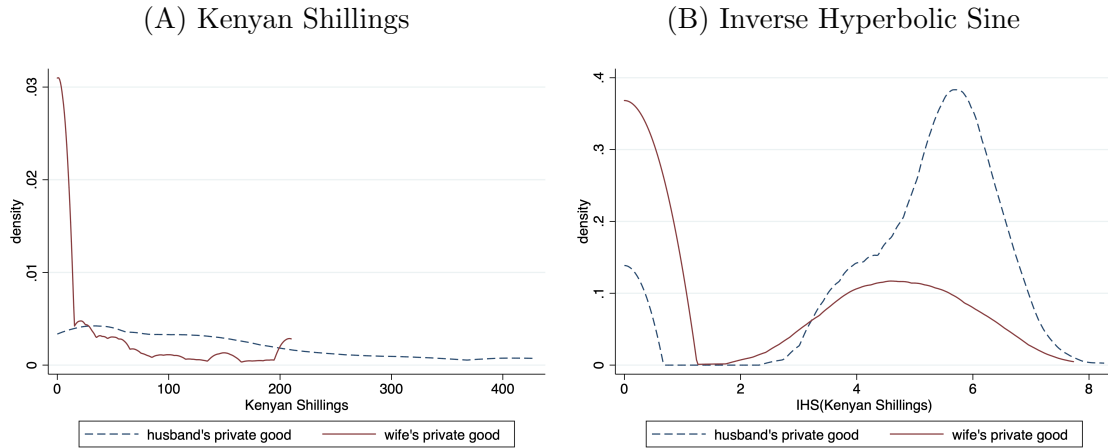 (A) Kenyan Shillings
.03
.02
.01
0
density
0 100 200 300 400
Kenyan Shillings
husband's private good wife's private good
(B) Inverse Hyperbolic Sine
.4
.3
.2
.1
0
density
0 2 4 6 8
IHS(Kenyan Shillings)
husband's private good wife's private good